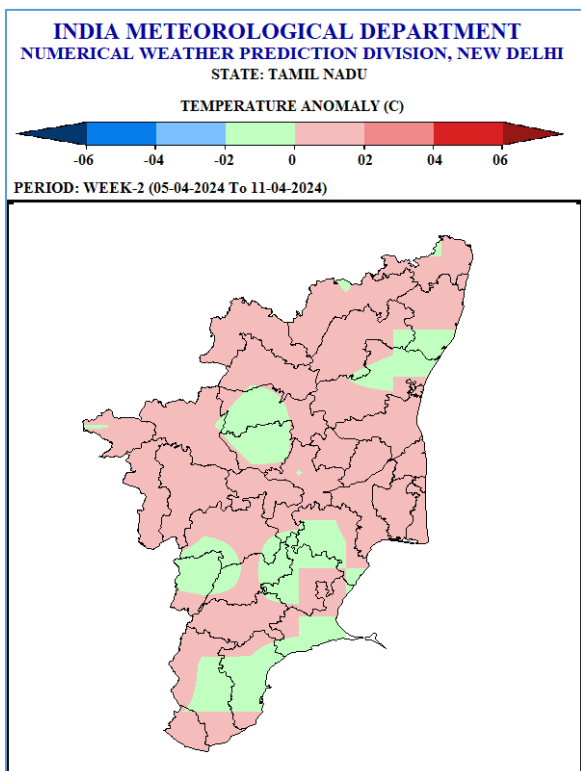 INDIA METEOROLOGICAL DEPARTMENT
NUMERICAL WEATHER PREDICTION DIVISION, NEW DELHI
STATE: TAMIL NADU
TEMPERATURE ANOMALY (C)
-06 -04 -02 0 02 04 06
PERIOD: WEEK-2 (05-04-2024 To 11-04-2024)